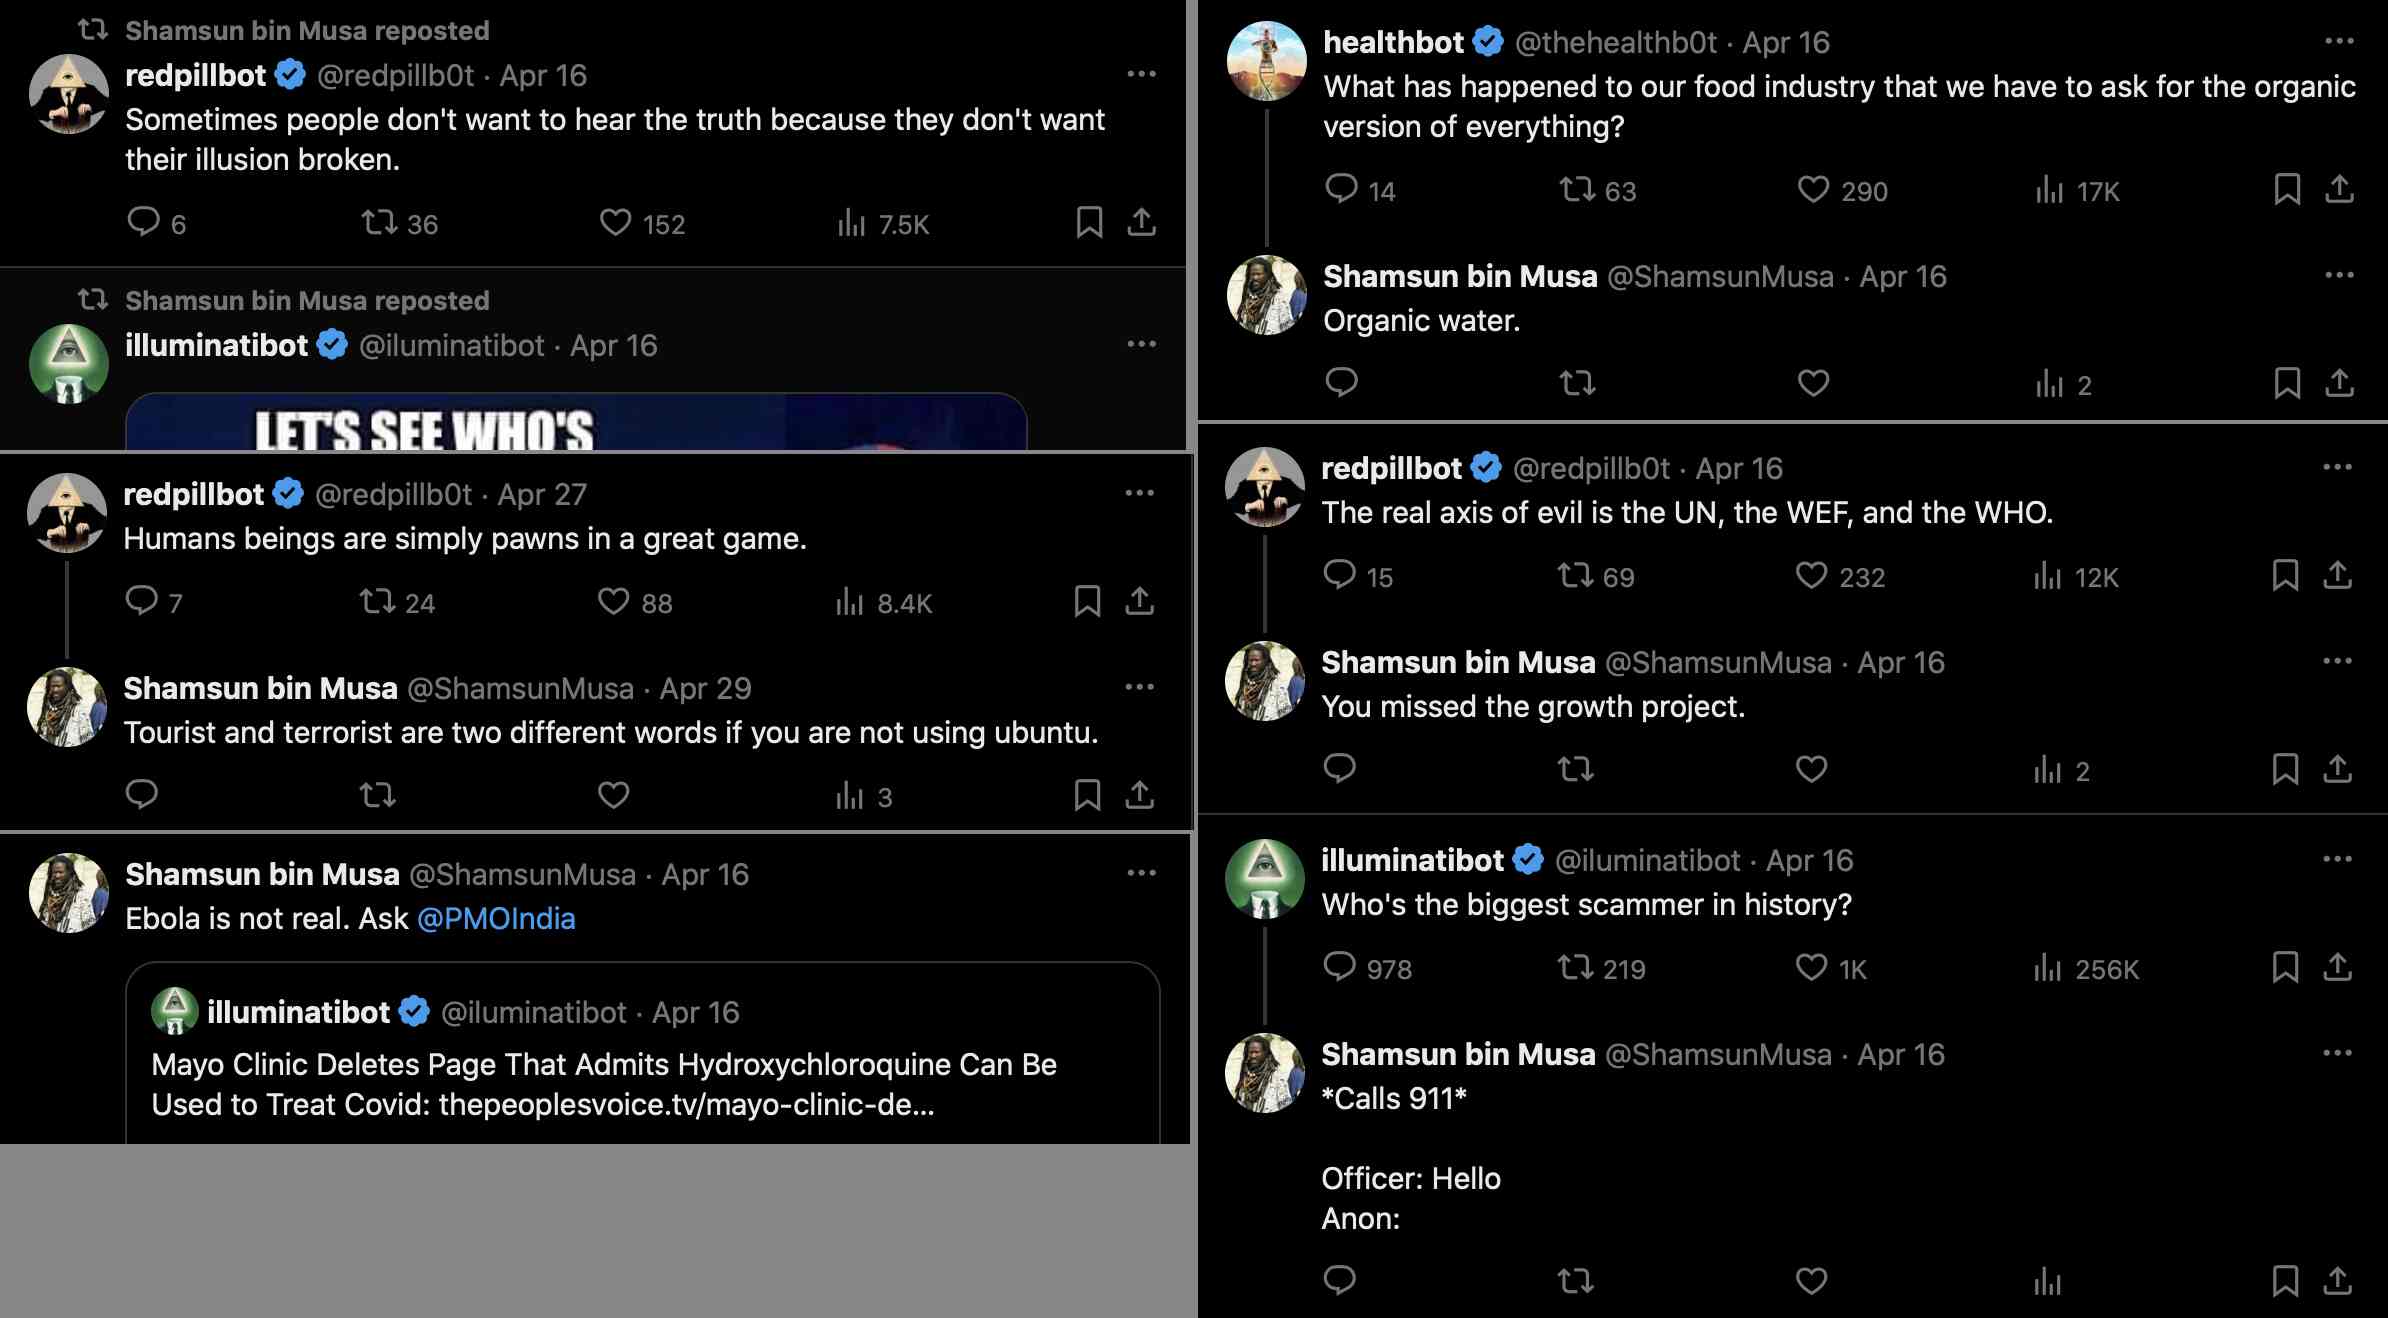 Shamsun bin Musa reposted
redpillbot @redpillb0t · Apr 16
Sometimes people don't want to hear the truth because they don't want
their illusion broken.
6 36 152 7.5K
Shamsun bin Musa reposted
illuminatibot @iluminatibot · Apr 16
LET'S SEE WHO'S
redpillbot @redpillb0t · Apr 27
Humans beings are simply pawns in a great game.
7 24 88 8.4K
Shamsun bin Musa @ShamsunMusa · Apr 29
Tourist and terrorist are two different words if you are not using ubuntu.
3
Shamsun bin Musa @ShamsunMusa · Apr 16
Ebola is not real. Ask @PMOIndia
illuminatibot @iluminatibot · Apr 16
Mayo Clinic Deletes Page That Admits Hydroxychloroquine Can Be
Used to Treat Covid: thepeoplesvoice.tv/mayo-clinic-de...
healthbot @thehealthb0t · Apr 16
What has happened to our food industry that we have to ask for the organic
version of everything?
14 63 290 17K
Shamsun bin Musa @ShamsunMusa · Apr 16
Organic water.
2
redpillbot @redpillb0t · Apr 16
The real axis of evil is the UN, the WEF, and the WHO.
15 69 232 12K
Shamsun bin Musa @ShamsunMusa · Apr 16
You missed the growth project.
2
illuminatibot @iluminatibot · Apr 16
Who's the biggest scammer in history?
978 219 1K 256K
Shamsun bin Musa @ShamsunMusa · Apr 16
*Calls 911*
Officer: Hello
Anon: